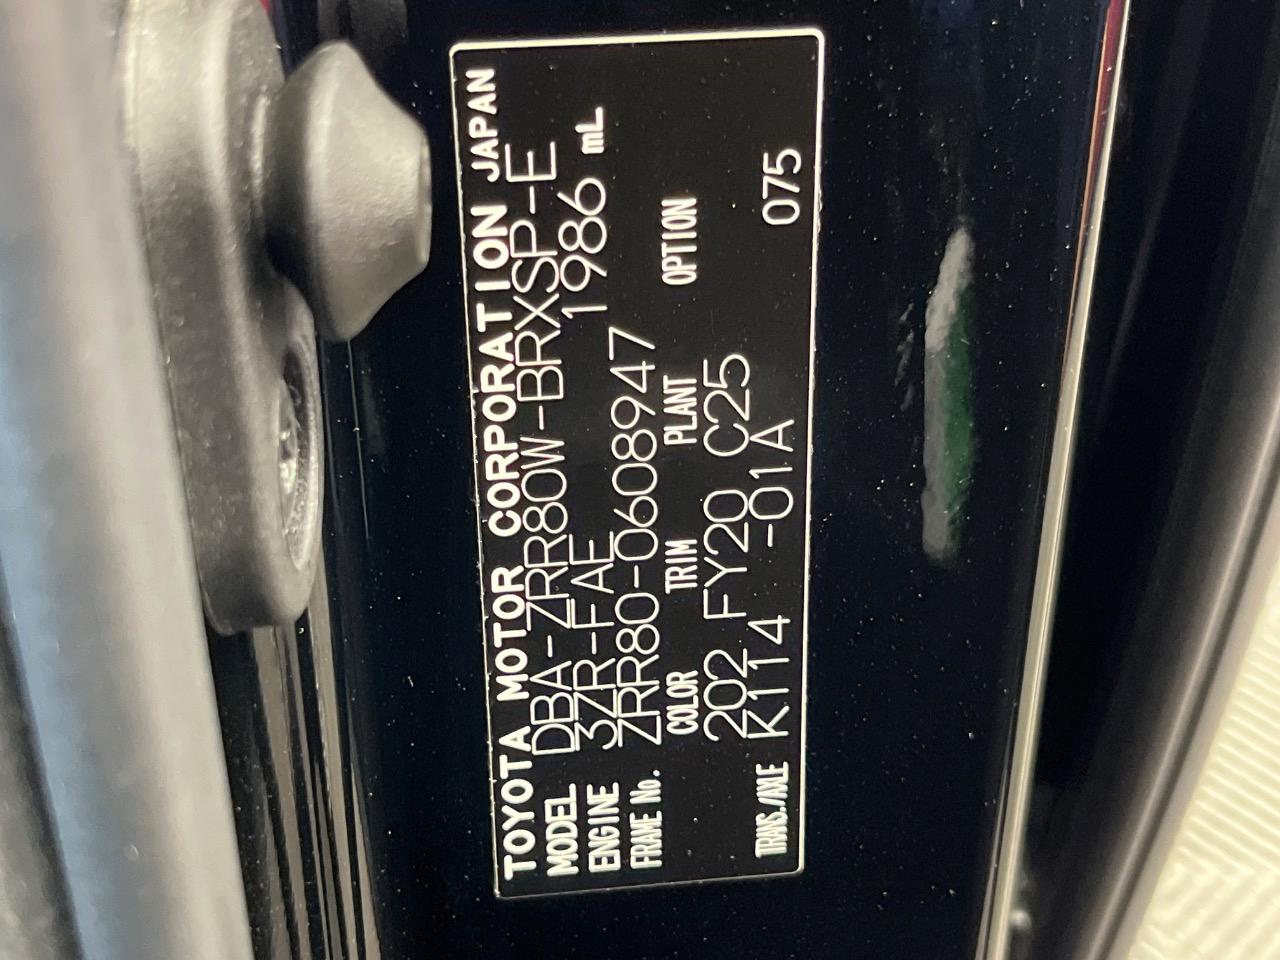 TOYOTA MOTOR CORPORATION JAPAN
MODEL DBA-ZRR80W-BRXSP-E
ENGINE 3ZR-FAE 1986 mL
FRAME No. ZRR80-0608947
COLOR TRIM PLANT OPTION
202 FY20 C25
TRANS./AXLE K114 -01A 075